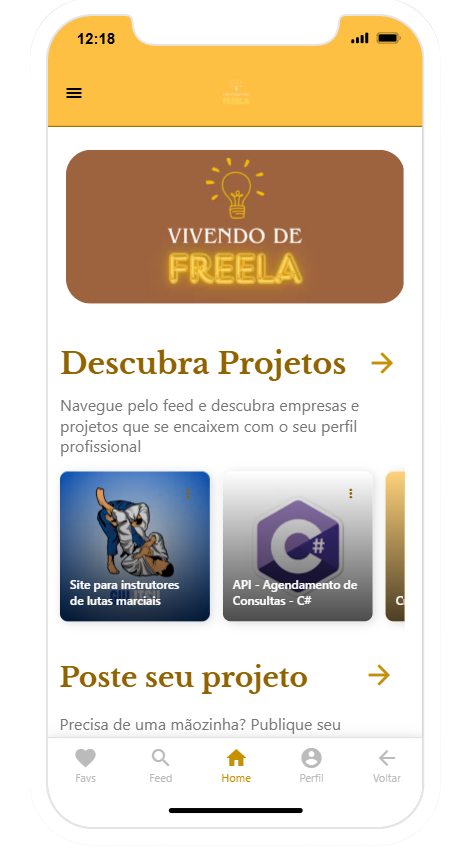 12:18
VIVENDO DE
FREELA
Descubra Projetos
Navegue pelo feed e descubra empresas e
projetos que se encaixem com o seu perfil
profissional
Site para instrutores
de lutas marciais
API - Agendamento de
Consultas - C#
Poste seu projeto
Precisa de uma mãozinha? Publique seu
Favs
Feed
Home
Perfil
Voltar